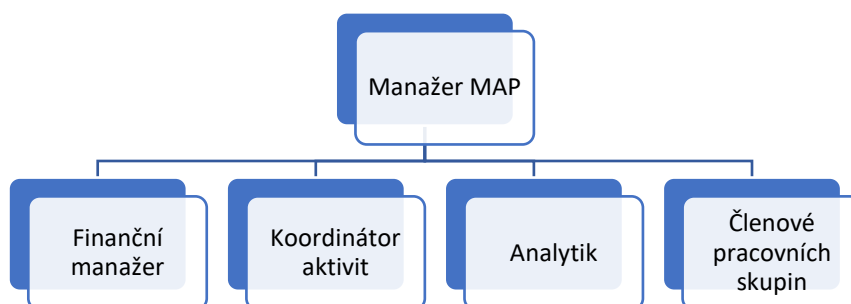 Manažer MAP
Finanční
manažer
Koordinátor
aktivit
Analytik
Členové
pracovních
skupin